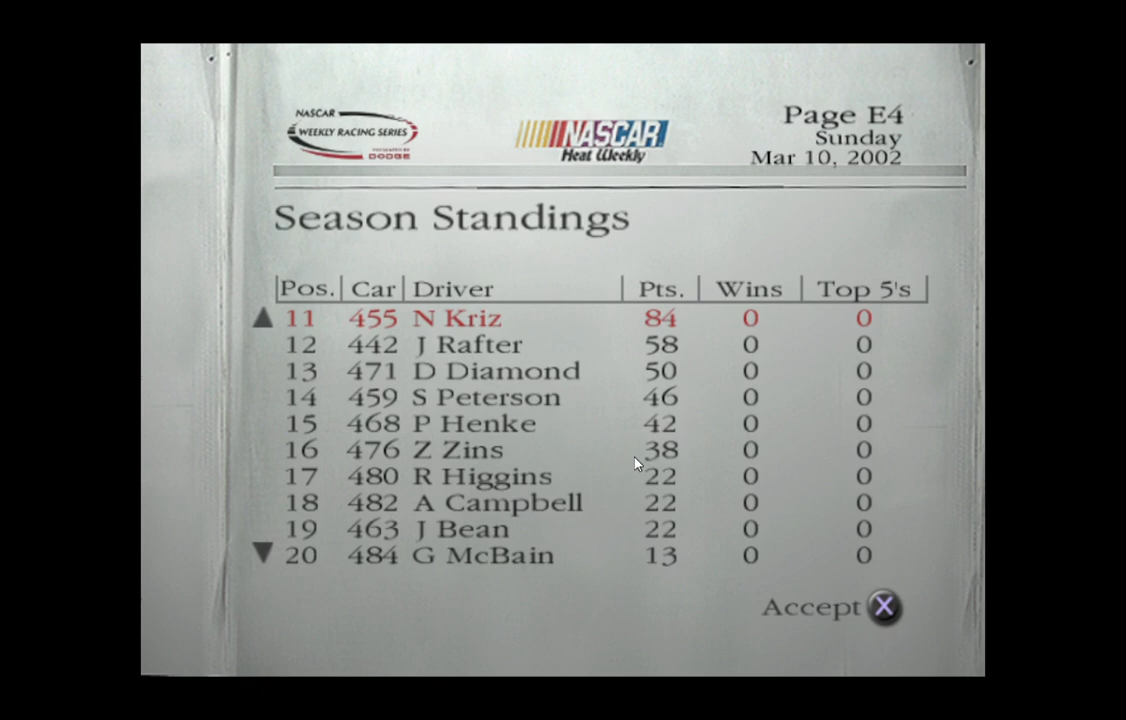 NASCAR
WEEKLY RACING SERIES
PRESENTED BY
DODGE
NASCAR
Heat Weekly
Page E4
Sunday
Mar 10, 2002
Season Standings
Pos. Car Driver Pts. Wins Top 5's
11 455 N Kriz 84 0 0
12 442 J Rafter 58 0 0
13 471 D Diamond 50 0 0
14 459 S Peterson 46 0 0
15 468 P Henke 42 0 0
16 476 Z Zins 38 0 0
17 480 R Higgins 22 0 0
18 482 A Campbell 22 0 0
19 463 J Bean 22 0 0
20 484 G McBain 13 0 0
Accept X